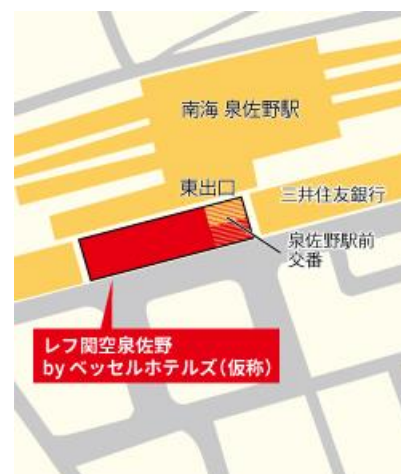 南海 泉佐野駅
東出口
三井住友銀行
泉佐野駅前
交番
レフ関空泉佐野
by ベッセルホテルズ(仮称)